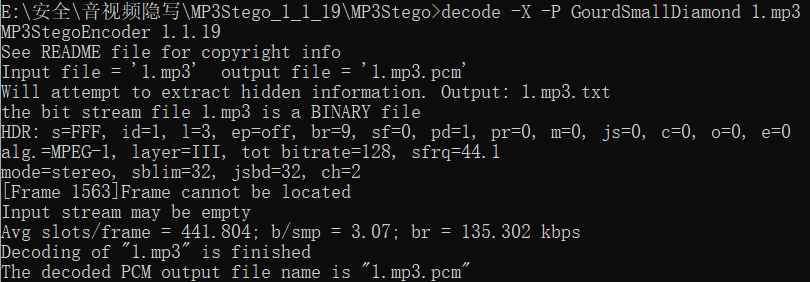 E:\安全\音视频隐写\MP3Stego_1_1_19\MP3Stego>decode -X -P GourdSmallDiamond 1.mp3
MP3StegoEncoder 1.1.19
See README file for copyright info
Input file = '1.mp3'  output file = '1.mp3.pcm'
Will attempt to extract hidden information. Output: 1.mp3.txt
the bit stream file 1.mp3 is a BINARY file
HDR: s=FFF, id=1, l=3, ep=off, br=9, sf=0, pd=1, pr=0, m=0, js=0, c=0, o=0, e=0
alg.=MPEG-1, layer=III, tot bitrate=128, sfrq=44.1
mode=stereo, sblim=32, jsbd=32, ch=2
[Frame 1563]Frame cannot be located
Input stream may be empty
Avg slots/frame = 441.804; b/smp = 3.07; br = 135.302 kbps
Decoding of "1.mp3" is finished
The decoded PCM output file name is "1.mp3.pcm"